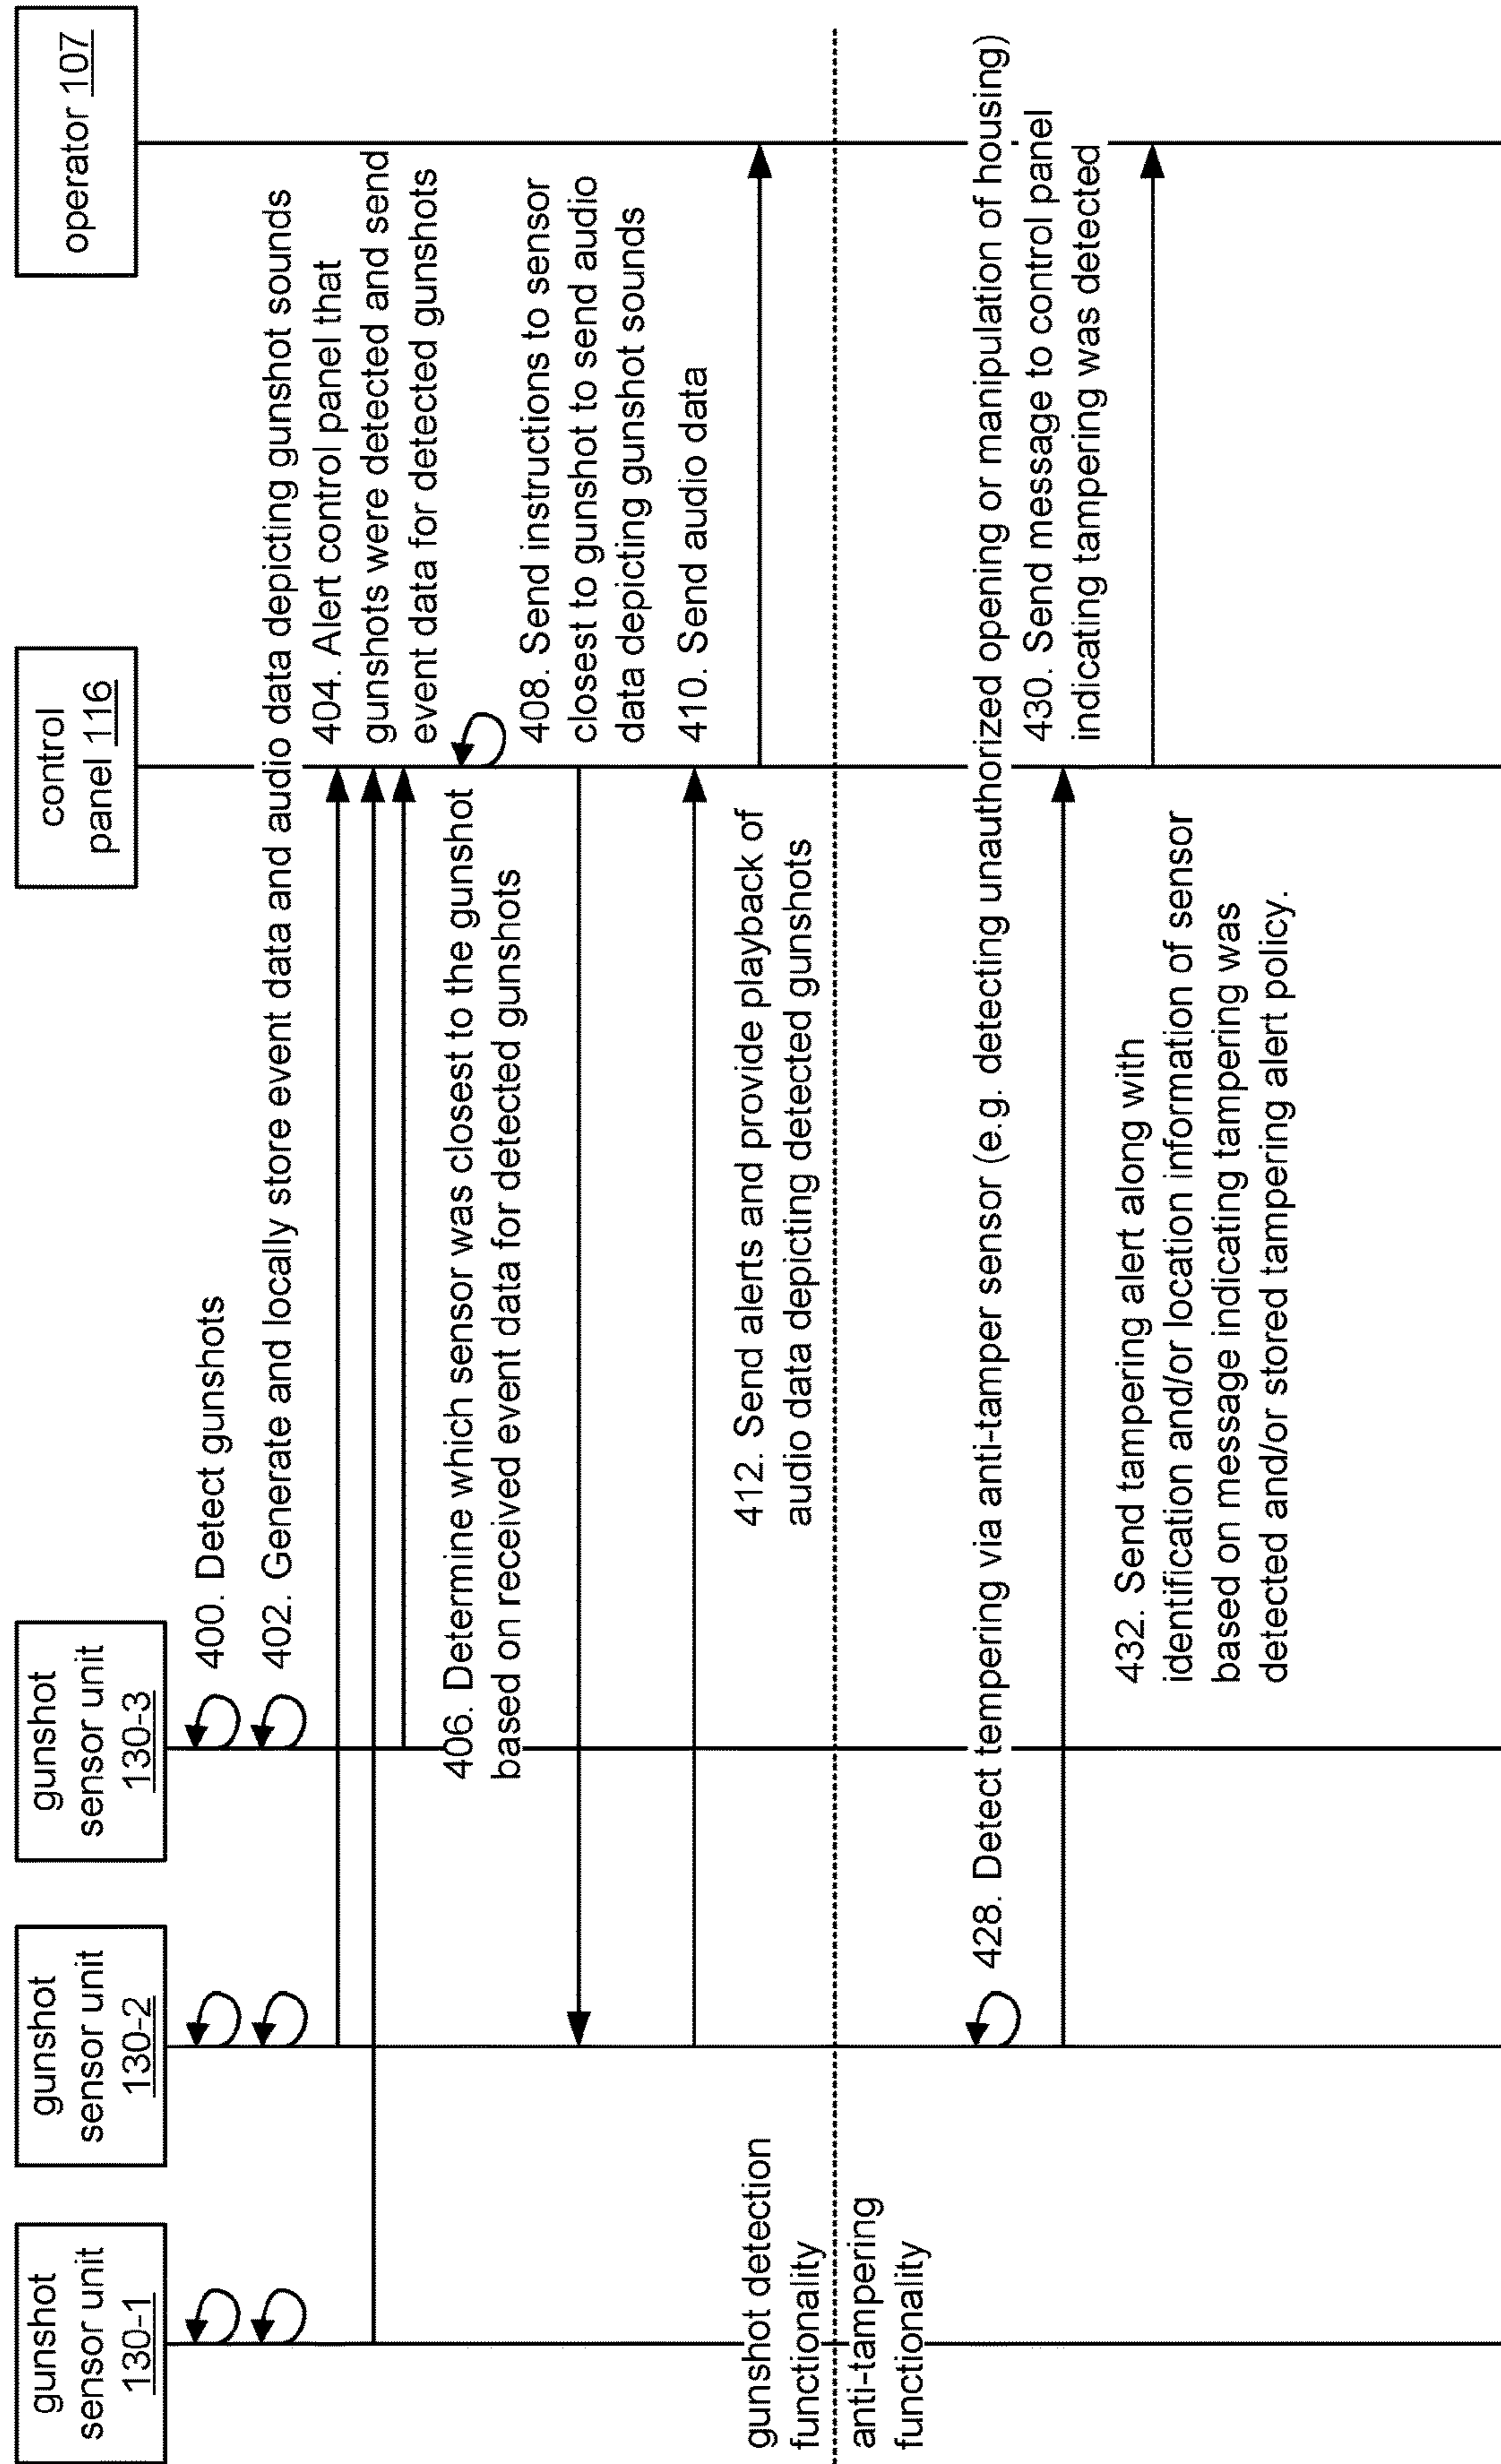 gunshot
sensor unit
130-1
gunshot
sensor unit
130-2
gunshot
sensor unit
130-3
control
panel 116
operator 107
400. Detect gunshots
402. Generate and locally store event data and audio data depicting gunshot sounds
404. Alert control panel that
gunshots were detected and send
event data for detected gunshots
406. Determine which sensor was closest to the gunshot
based on received event data for detected gunshots
408. Send instructions to sensor
closest to gunshot to send audio
data depicting gunshot sounds
410. Send audio data
412. Send alerts and provide playback of
audio data depicting detected gunshots
gunshot detection
functionality
anti-tampering
functionality
428. Detect tempering via anti-tamper sensor (e.g. detecting unauthorized opening or manipulation of housing)
430. Send message to control panel
indicating tampering was detected
432. Send tampering alert along with
identification and/or location information of sensor
based on message indicating tampering was
detected and/or stored tampering alert policy.